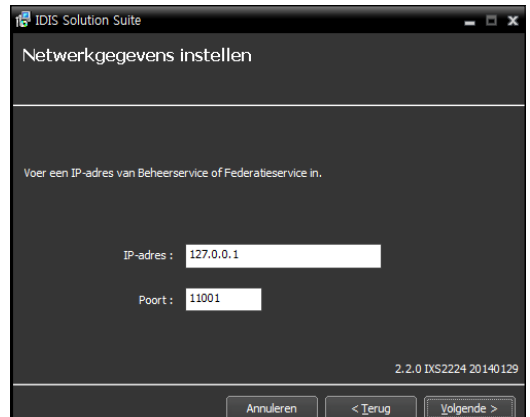 IDIS Solution Suite
Netwerkgegevens instellen
Voer een IP-adres van Beheerservice of Federatieservice in.
IP-adres : 127.0.0.1
Poort : 11001
2.2.0 IXS2224 20140129
Annuleren < Terug Volgende >